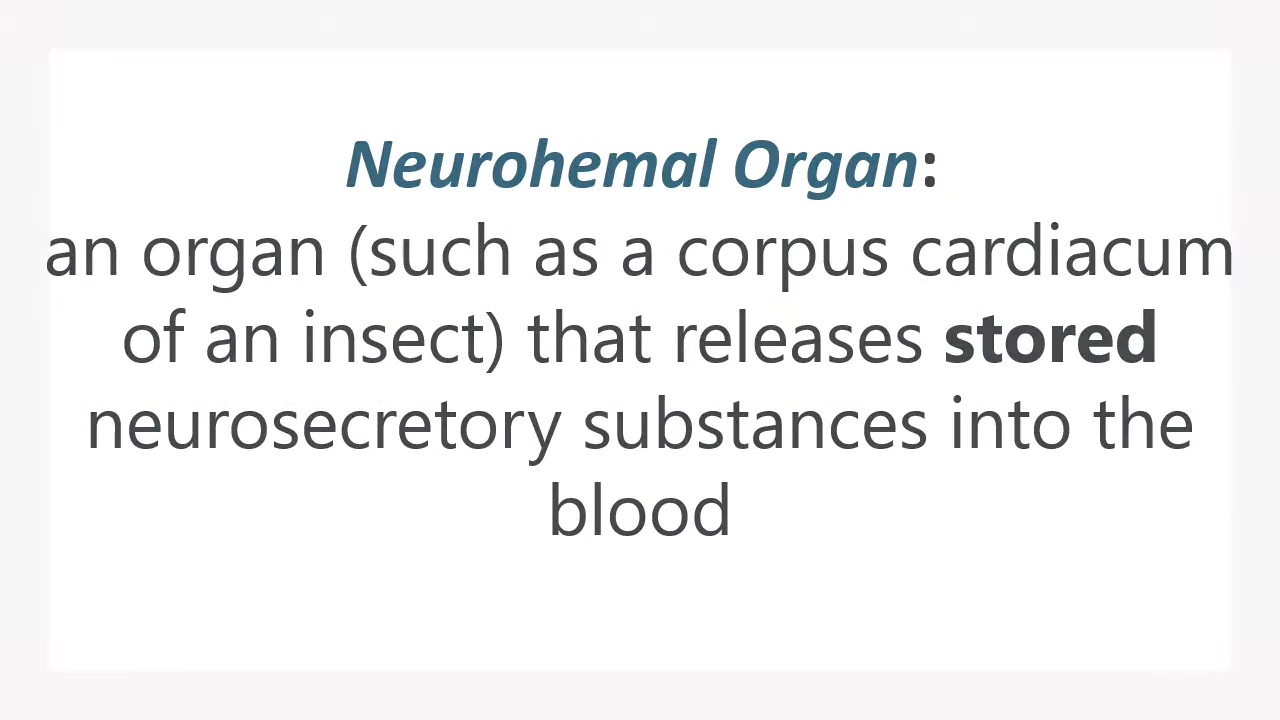 Neurohemal Organ:
an organ (such as a corpus cardiacum
of an insect) that releases stored
neurosecretory substances into the
blood